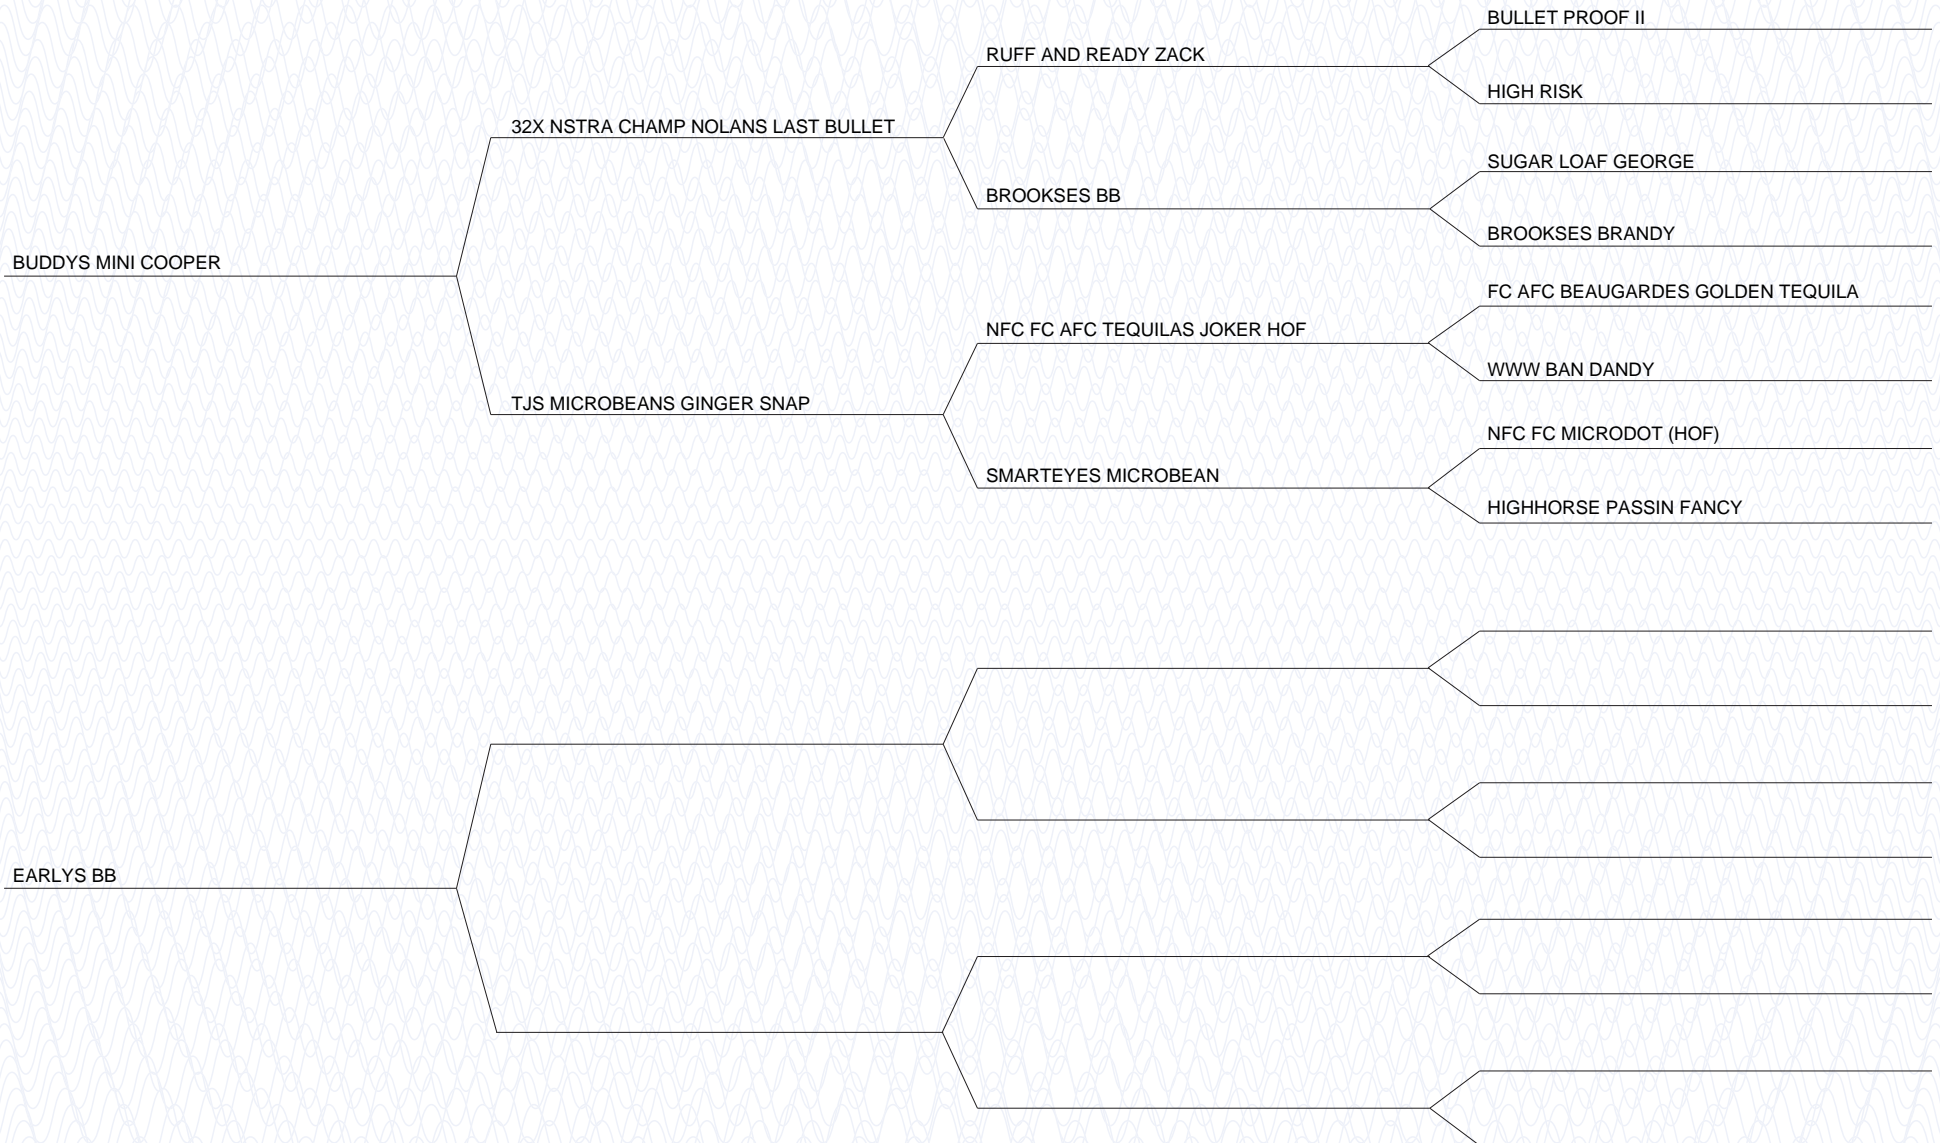 BULLET PROOF II
RUFF AND READY ZACK
HIGH RISK
32X NSTRA CHAMP NOLANS LAST BULLET
SUGAR LOAF GEORGE
BROOKSES BB
BROOKSES BRANDY
BUDDYS MINI COOPER
FC AFC BEAUGARDES GOLDEN TEQUILA
NFC FC AFC TEQUILAS JOKER HOF
WWW BAN DANDY
TJS MICROBEANS GINGER SNAP
NFC FC MICRODOT (HOF)
SMARTEYES MICROBEAN
HIGHHORSE PASSIN FANCY
EARLYS BB